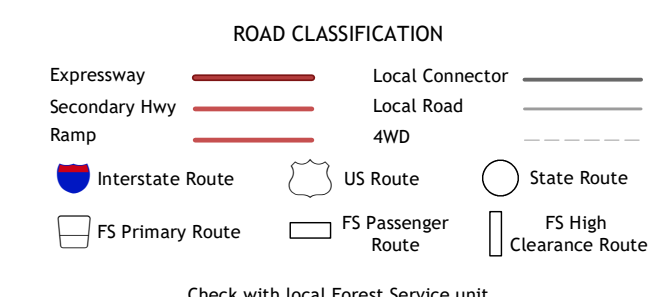 ROAD CLASSIFICATION
Expressway
Secondary Hwy
Ramp
Local Connector
Local Road
4WD
Interstate Route
US Route
State Route
FS Primary Route
FS Passenger
Route
FS High
Clearance Route
Check with local Forest Service unit